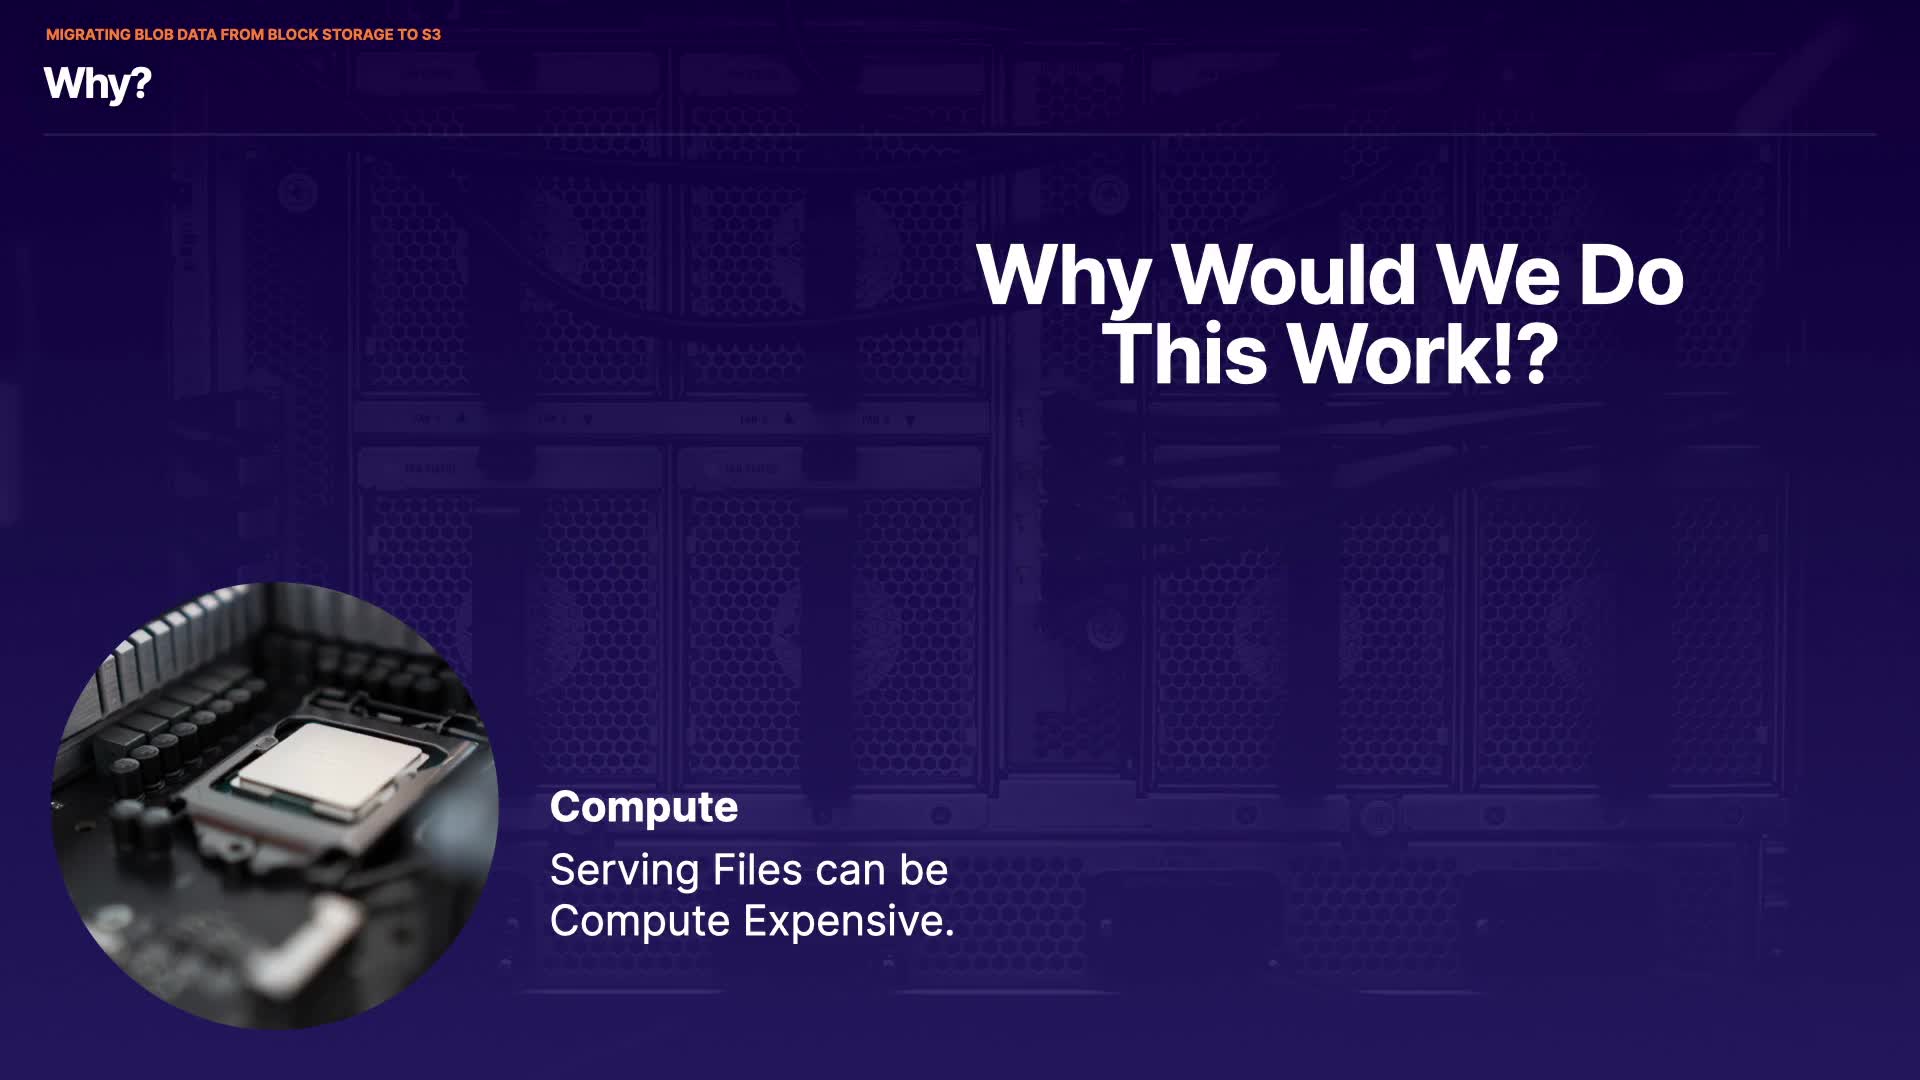 MIGRATING BLOB DATA FROM BLOCK STORAGE TO S3
Why?
Why Would We Do
This Work!?
Compute
Serving Files can be
Compute Expensive.